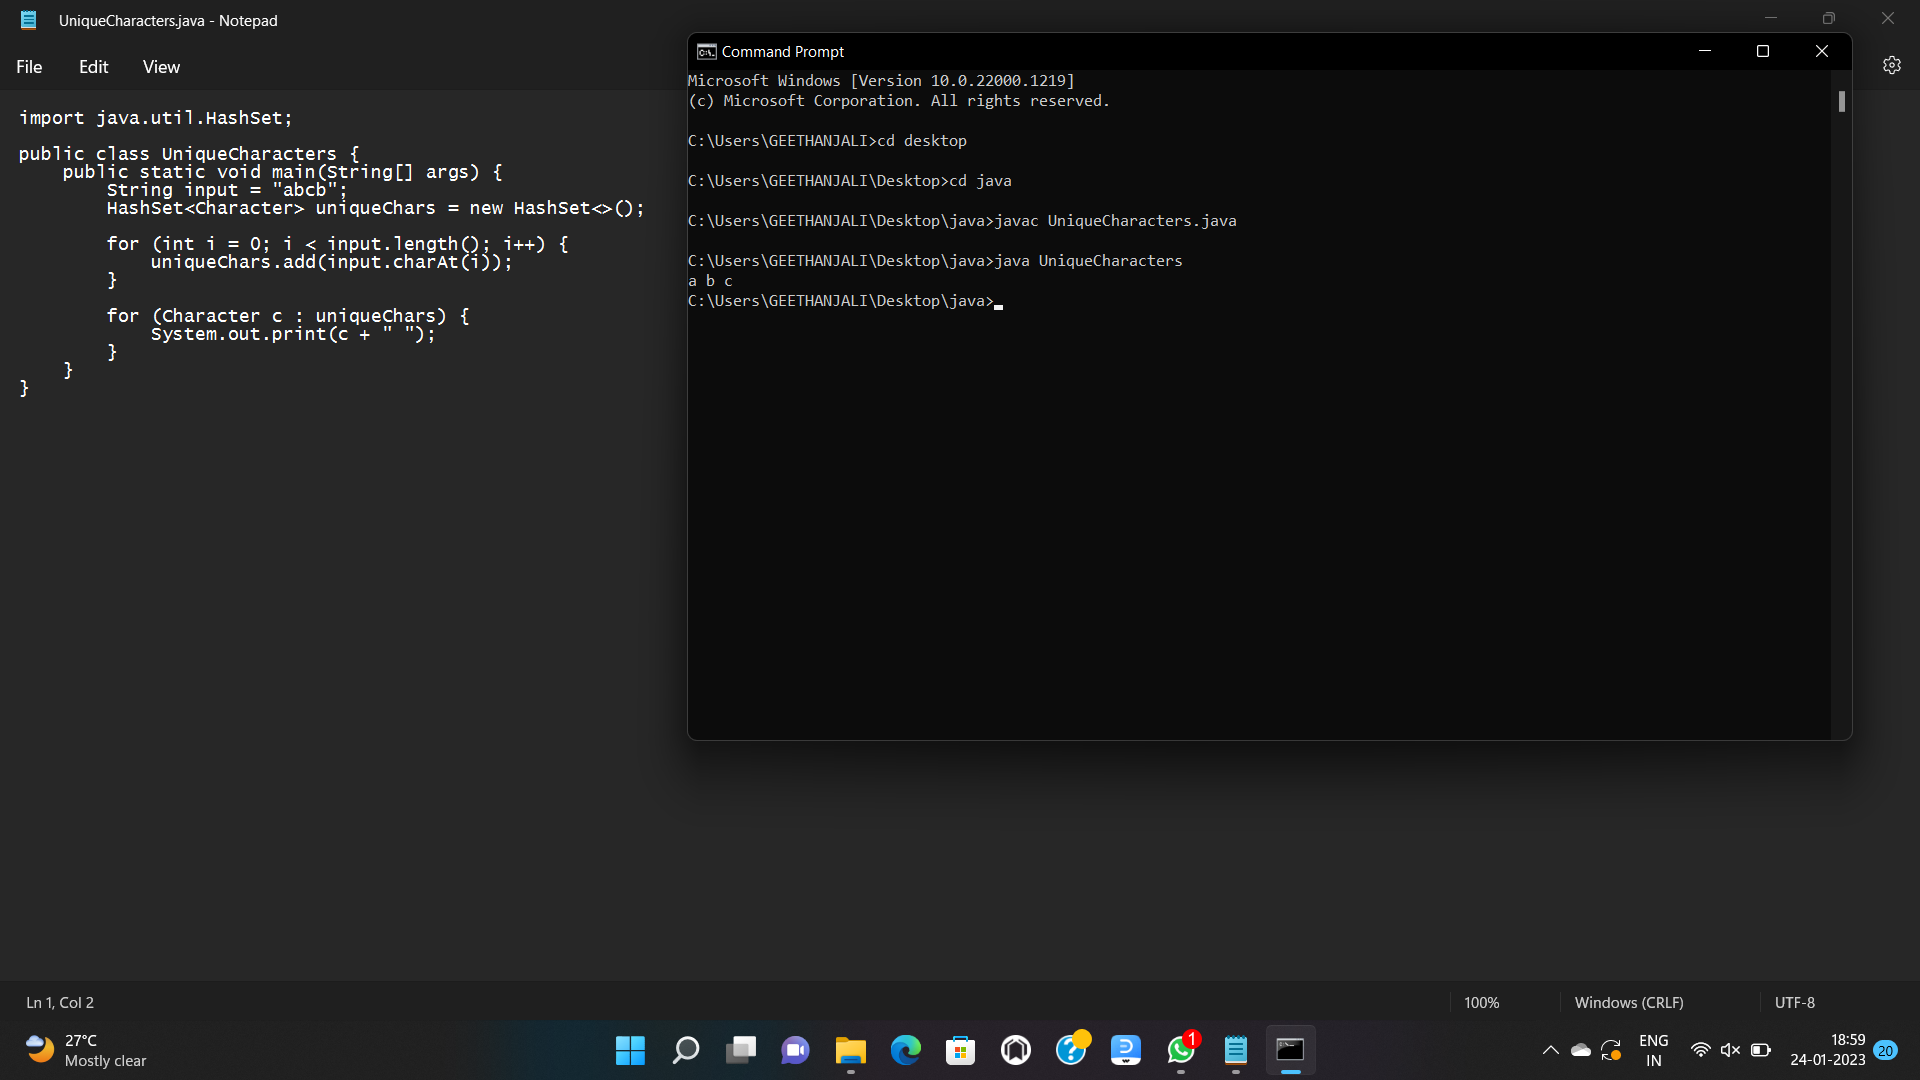 UniqueCharacters.java - Notepad
File Edit View
import java.util.HashSet;
public class UniqueCharacters {
    public static void main(String[] args) {
        String input = "abcb";
        HashSet<Character> uniqueChars = new HashSet<>();
        for (int i = 0; i < input.length(); i++) {
            uniqueChars.add(input.charAt(i));
        }
        for (Character c : uniqueChars) {
            System.out.print(c + " ");
        }
    }
}
Command Prompt
Microsoft Windows [Version 10.0.22000.1219]
(c) Microsoft Corporation. All rights reserved.
C:\Users\GEETHANJALI>cd desktop
C:\Users\GEETHANJALI\Desktop>cd java
C:\Users\GEETHANJALI\Desktop\java>javac UniqueCharacters.java
C:\Users\GEETHANJALI\Desktop\java>java UniqueCharacters
a b c
C:\Users\GEETHANJALI\Desktop\java>
Ln 1, Col 2 100% Windows (CRLF) UTF-8
27°C
Mostly clear
1
ENG
IN
18:59
24-01-2023
20